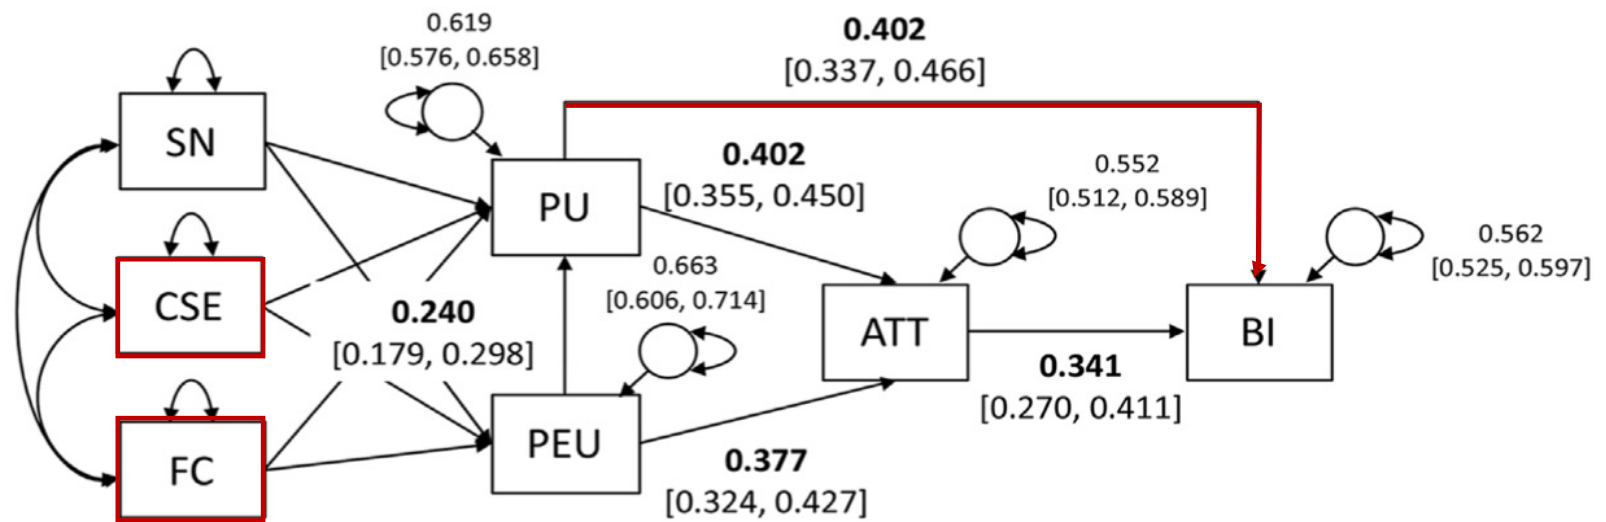 0.619
[0.576, 0.658]
0.402
[0.337, 0.466]
SN
PU
0.402
[0.355, 0.450]
0.552
[0.512, 0.589]
0.562
[0.525, 0.597]
CSE
0.240
[0.179, 0.298]
0.663
[0.606, 0.714]
ATT
BI
0.341
[0.270, 0.411]
FC
PEU
0.377
[0.324, 0.427]